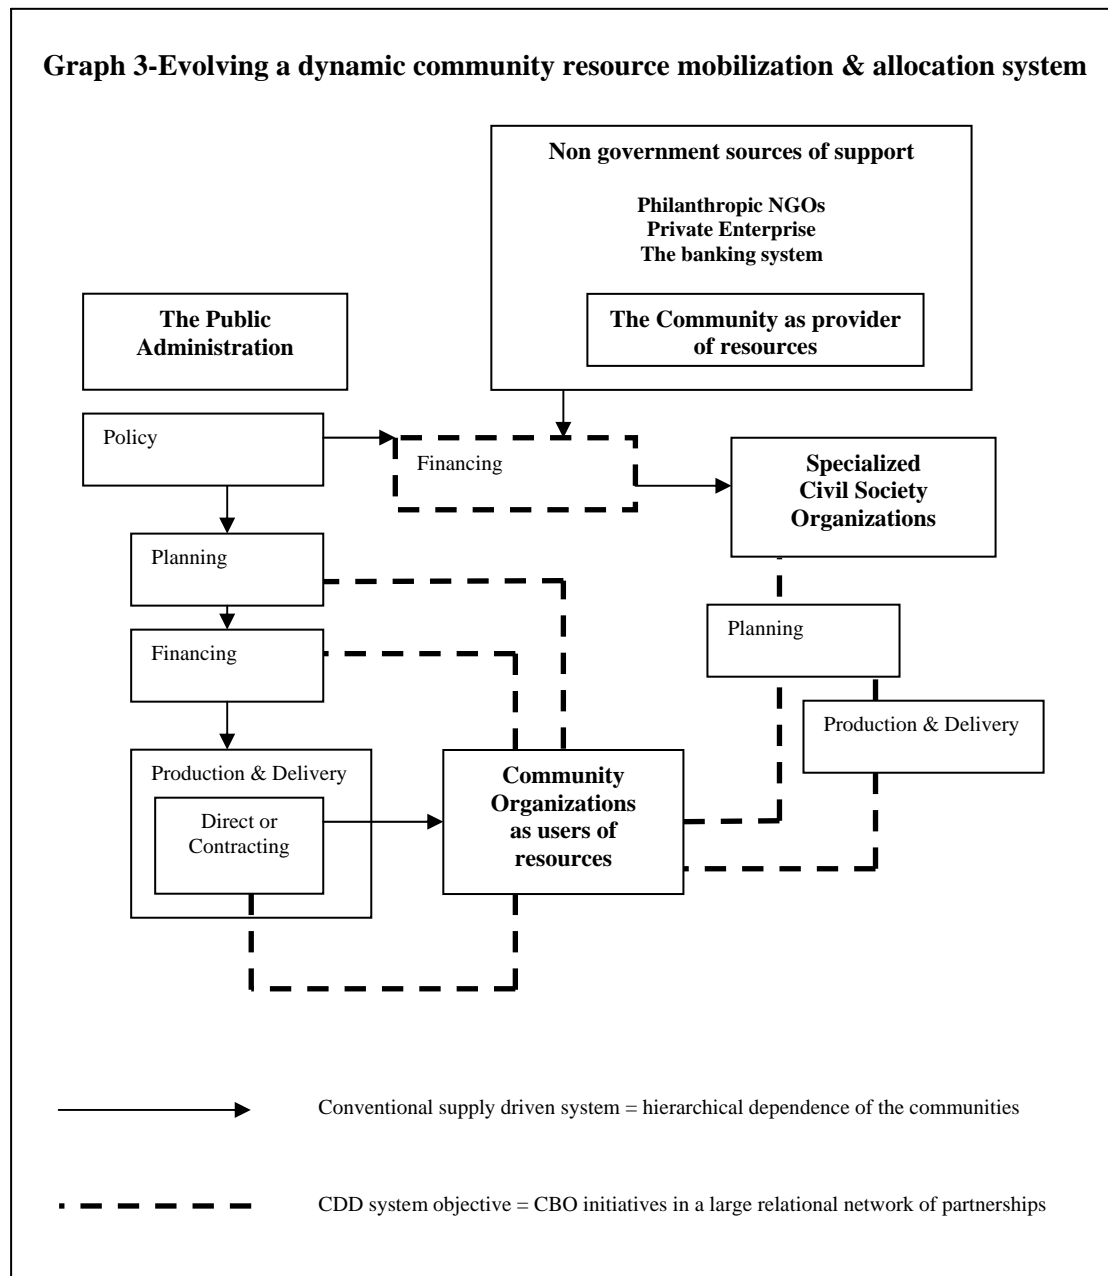 Graph 3-Evolving a dynamic community resource mobilization & allocation system
Non government sources of support
Philanthropic NGOs
Private Enterprise
The banking system
The Community as provider
of resources
The Public
Administration
Policy
Financing
Specialized
Civil Society
Organizations
Planning
Planning
Financing
Production & Delivery
Production & Delivery
Direct or
Contracting
Community
Organizations
as users of
resources
Conventional supply driven system = hierarchical dependence of the communities
CDD system objective = CBO initiatives in a large relational network of partnerships